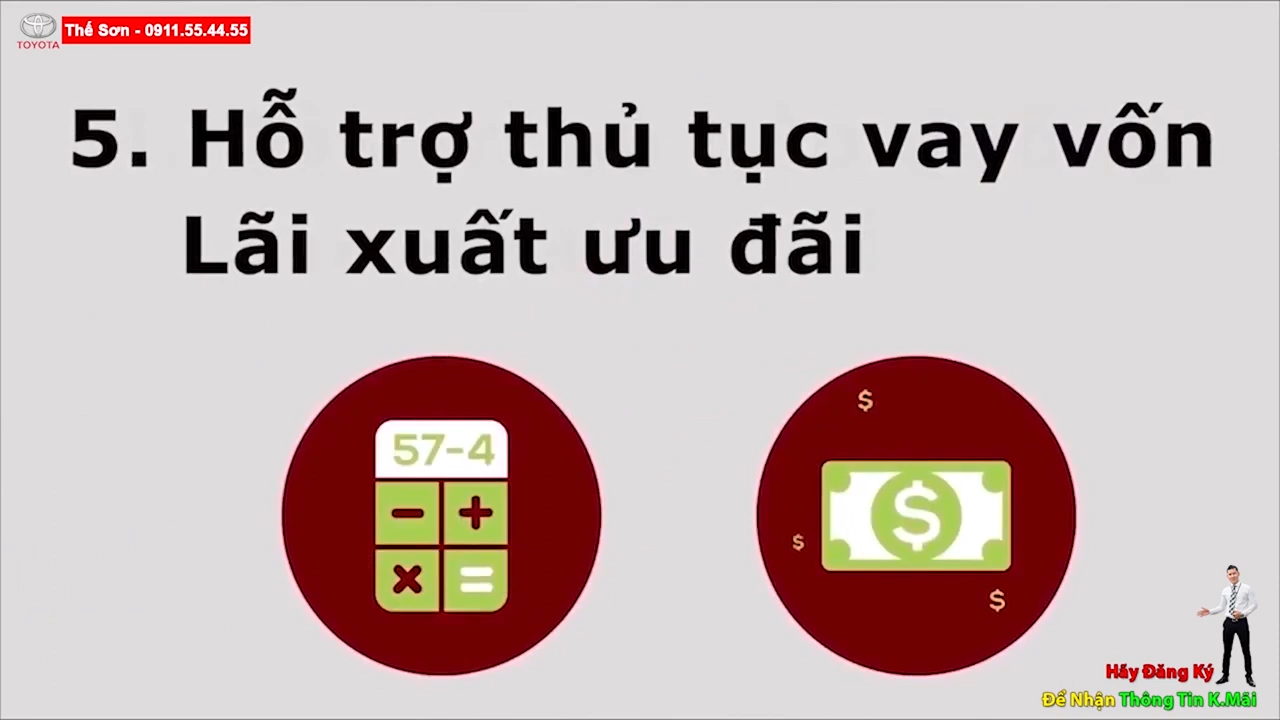 TOYOTA
Thế Sơn - 0911.55.44.55
5. Hỗ trợ thủ tục vay vốn
Lãi xuất ưu đãi
57-4
- +
× =
$
$
$
$
Hãy Đăng Ký
Để Nhận Thông Tin K.Mãi